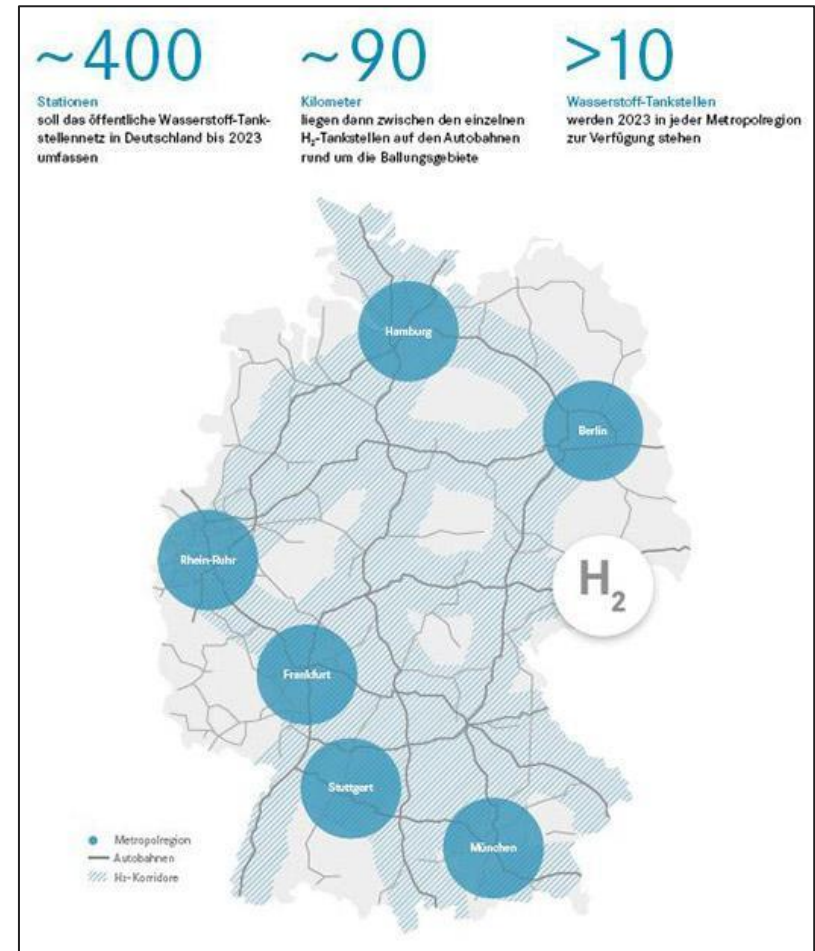 ~400
Stationen
soll das öffentliche Wasserstoff-Tank-
stellennetz in Deutschland bis 2023
umfassen
~90
Kilometer
liegen dann zwischen den einzelnen
H₂-Tankstellen auf den Autobahnen
rund um die Ballungsgebiete
>10
Wasserstoff-Tankstellen
werden 2023 in jeder Metropolregion
zur Verfügung stehen
Hamburg
Berlin
Rhein-Ruhr
H₂
Frankfurt
Stuttgart
München
Metropolregion
Autobahnen
H₂-Korridore